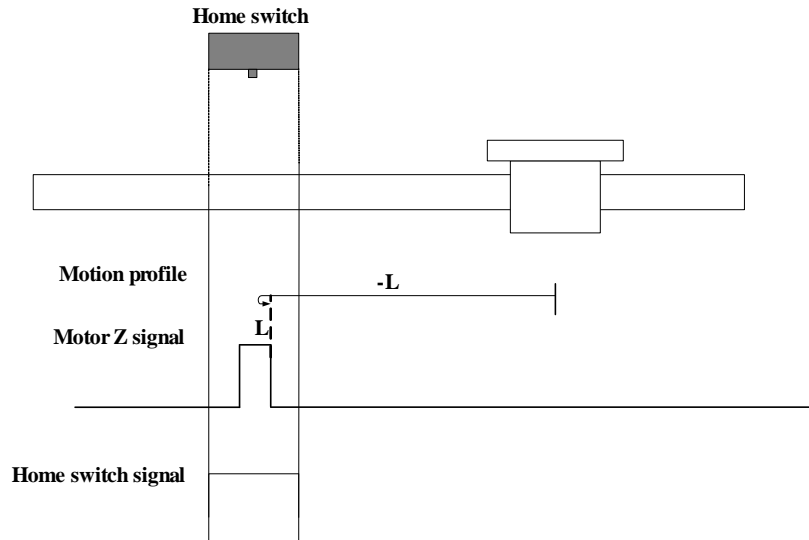 Home switch
Motion profile
-L
L
Motor Z signal
Home switch signal